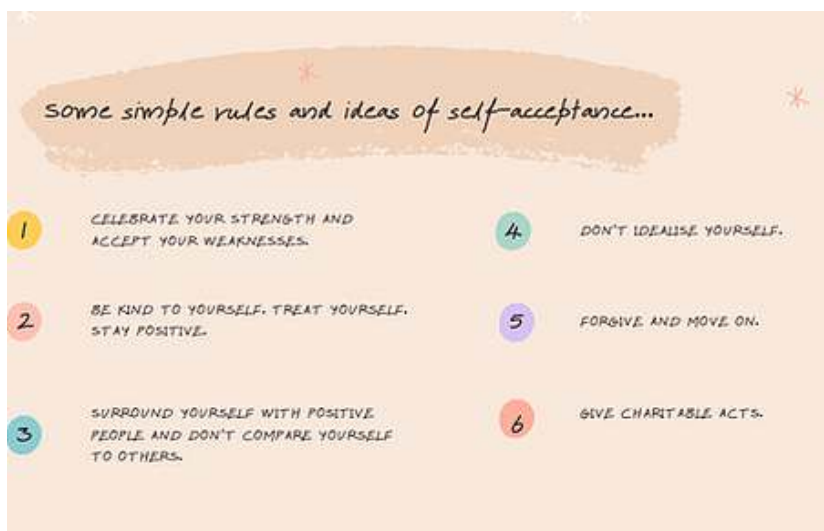 some simple rules and ideas of self-acceptance...
1
CELEBRATE YOUR STRENGTH AND
ACCEPT YOUR WEAKNESSES.
2
BE KIND TO YOURSELF. TREAT YOURSELF.
STAY POSITIVE.
3
SURROUND YOURSELF WITH POSITIVE
PEOPLE AND DON'T COMPARE YOURSELF
TO OTHERS.
4
DON'T IDEALISE YOURSELF.
5
FORGIVE AND MOVE ON.
6
GIVE CHARITABLE ACTS.